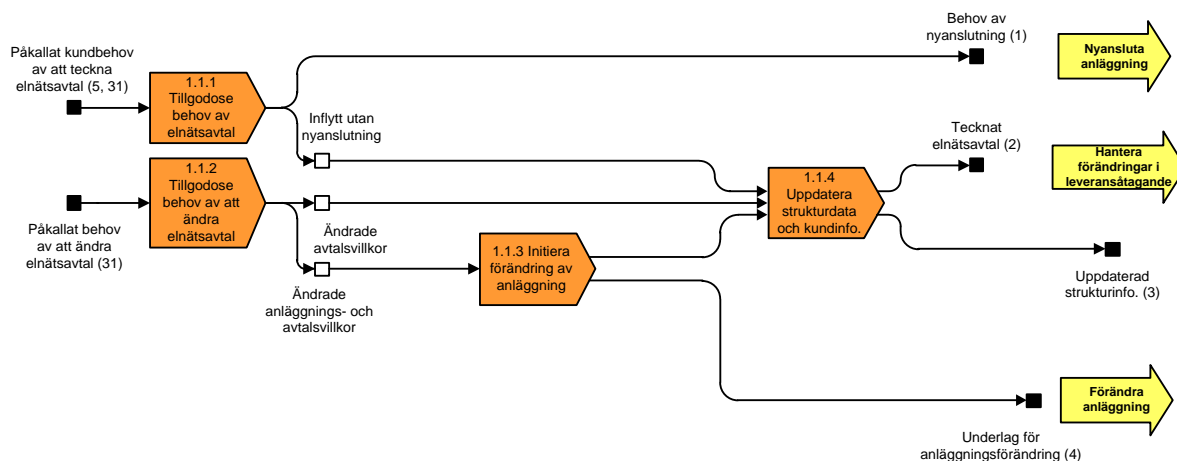 Påkallat kundbehov
av att teckna
elnätsavtal (5, 31)
1.1.1
Tillgodose
behov av
elnätsavtal
Behov av
nyanslutning (1)
Nyansluta
anläggning
Inflytt utan
nyanslutning
Tecknat
elnätsavtal (2)
Hantera
förändringar i
leveransåtagande
1.1.2
Tillgodose
behov av att
ändra
elnätsavtal
1.1.4
Uppdatera
strukturdata
och kundinfo.
Påkallat behov
av att ändra
elnätsavtal (31)
Ändrade
avtalsvillkor
1.1.3 Initiera
förändring av
anläggning
Uppdaterad
strukturinfo. (3)
Ändrade
anläggnings- och
avtalsvillkor
Förändra
anläggning
Underlag för
anläggningsförändring (4)